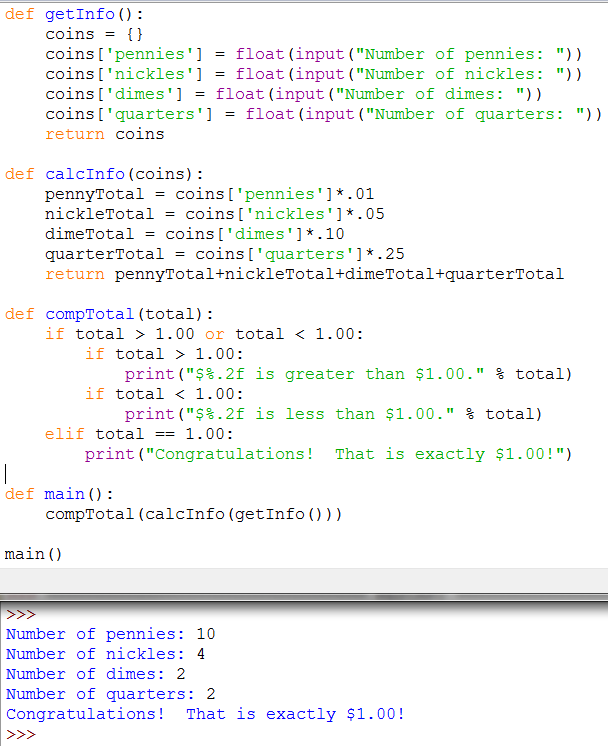 def getInfo():
    coins = {}
    coins['pennies'] = float(input("Number of pennies: "))
    coins['nickles'] = float(input("Number of nickles: "))
    coins['dimes'] = float(input("Number of dimes: "))
    coins['quarters'] = float(input("Number of quarters: "))
    return coins

def calcInfo(coins):
    pennyTotal = coins['pennies']*.01
    nickleTotal = coins['nickles']*.05
    dimeTotal = coins['dimes']*.10
    quarterTotal = coins['quarters']*.25
    return pennyTotal+nickleTotal+dimeTotal+quarterTotal

def compTotal(total):
    if total > 1.00 or total < 1.00:
        if total > 1.00:
            print("$%.2f is greater than $1.00." % total)
        if total < 1.00:
            print("$%.2f is less than $1.00." % total)
    elif total == 1.00:
        print("Congratulations!  That is exactly $1.00!")

def main():
    compTotal(calcInfo(getInfo()))

main()
>>>
Number of pennies: 10
Number of nickles: 4
Number of dimes: 2
Number of quarters: 2
Congratulations!  That is exactly $1.00!
>>>